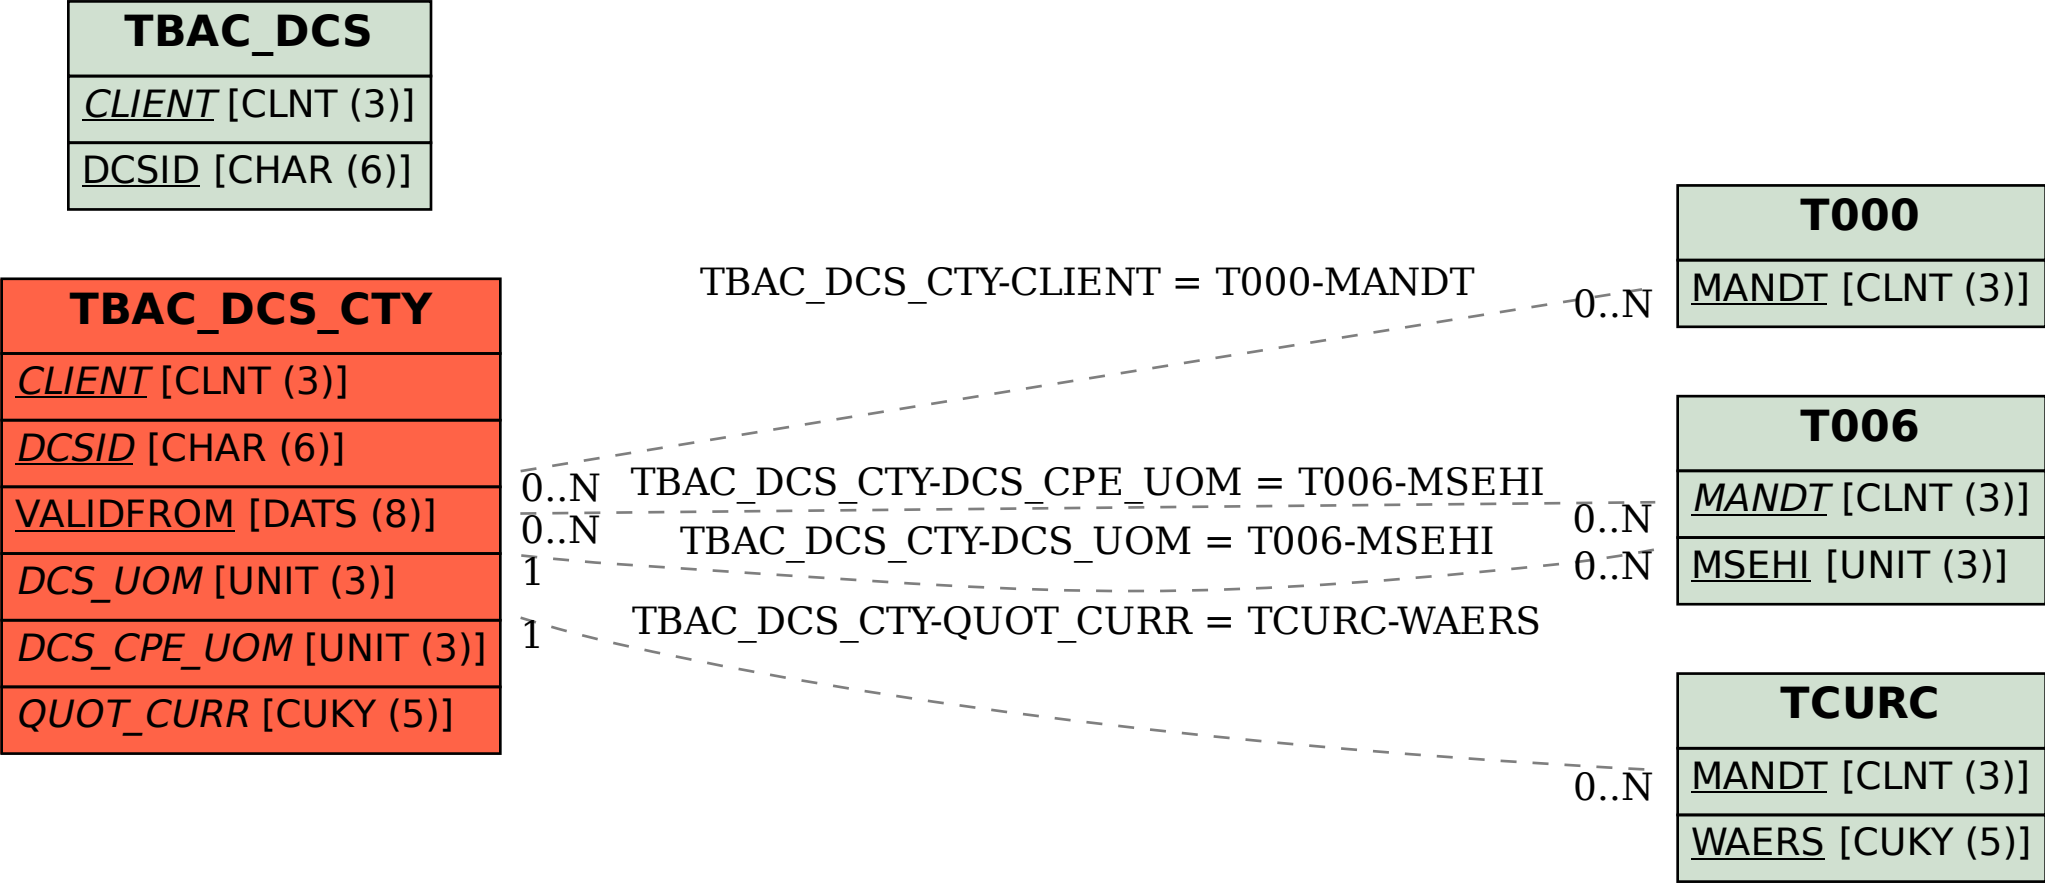 TBAC_DCS
CLIENT [CLNT (3)]
DCSID [CHAR (6)]
TBAC_DCS_CTY
CLIENT [CLNT (3)]
DCSID [CHAR (6)]
VALIDFROM [DATS (8)]
DCS_UOM [UNIT (3)]
DCS_CPE_UOM [UNIT (3)]
QUOT_CURR [CUKY (5)]
TBAC_DCS_CTY-CLIENT = T000-MANDT
0..N
0..N
TBAC_DCS_CTY-DCS_CPE_UOM = T006-MSEHI
0..N
0..N
TBAC_DCS_CTY-DCS_UOM = T006-MSEHI
1
0..N
TBAC_DCS_CTY-QUOT_CURR = TCURC-WAERS
1
0..N
T000
MANDT [CLNT (3)]
T006
MANDT [CLNT (3)]
MSEHI [UNIT (3)]
TCURC
MANDT [CLNT (3)]
WAERS [CUKY (5)]